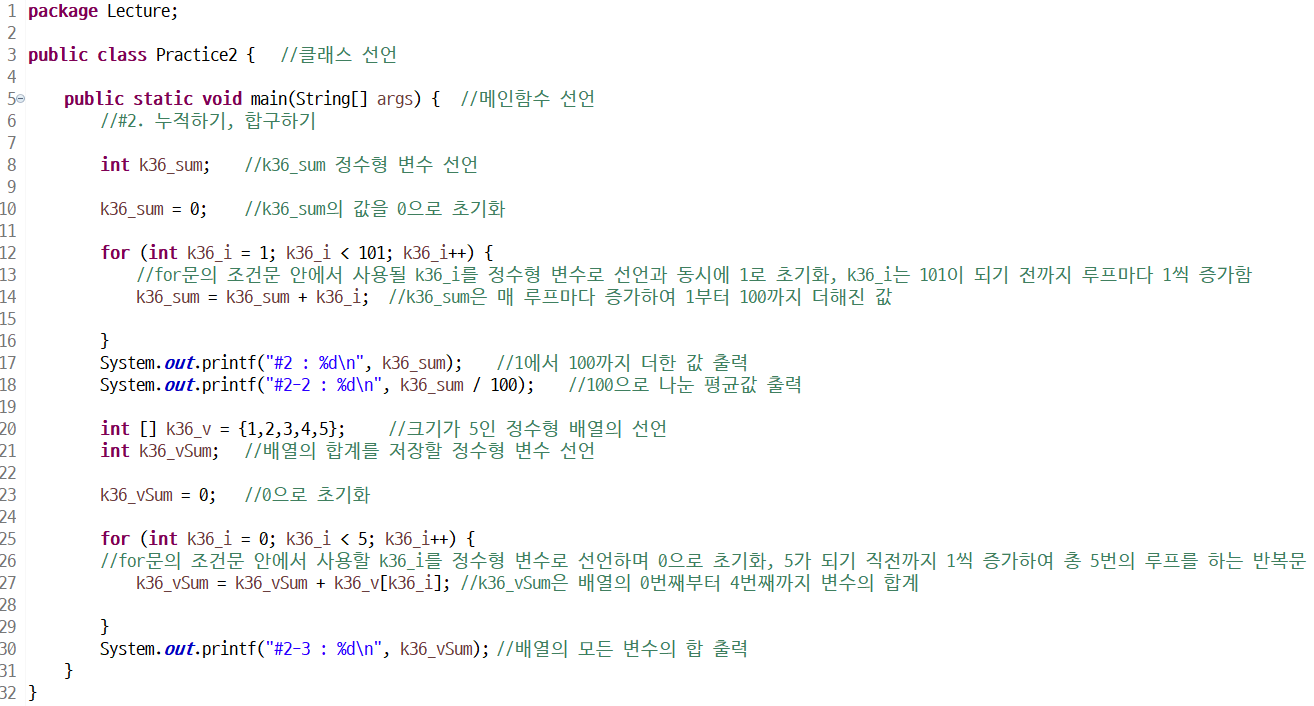 1 package Lecture;
2
3 public class Practice2 { //클래스 선언
4
5 public static void main(String[] args) { //메인함수 선언
6 //#2. 누적하기, 합구하기
7
8 int k36_sum; //k36_sum 정수형 변수 선언
9
10 k36_sum = 0; //k36_sum의 값을 0으로 초기화
11
12 for (int k36_i = 1; k36_i < 101; k36_i++) {
13 //for문의 조건문 안에서 사용될 k36_i를 정수형 변수로 선언과 동시에 1로 초기화, k36_i는 101이 되기 전까지 루프마다 1씩 증가함
14 k36_sum = k36_sum + k36_i; //k36_sum은 매 루프마다 증가하여 1부터 100까지 더해진 값
15
16 }
17 System.out.printf("#2 : %d\n", k36_sum); //1에서 100까지 더한 값 출력
18 System.out.printf("#2-2 : %d\n", k36_sum / 100); //100으로 나눈 평균값 출력
19
20 int [] k36_v = {1,2,3,4,5}; //크기가 5인 정수형 배열의 선언
21 int k36_vSum; //배열의 합계를 저장할 정수형 변수 선언
22
23 k36_vSum = 0; //0으로 초기화
24
25 for (int k36_i = 0; k36_i < 5; k36_i++) {
26 //for문의 조건문 안에서 사용할 k36_i를 정수형 변수로 선언하며 0으로 초기화, 5가 되기 직전까지 1씩 증가하여 총 5번의 루프를 하는 반복문
27 k36_vSum = k36_vSum + k36_v[k36_i]; //k36_vSum은 배열의 0번째부터 4번째까지 변수의 합계
28
29 }
30 System.out.printf("#2-3 : %d\n", k36_vSum); //배열의 모든 변수의 합 출력
31 }
32 }